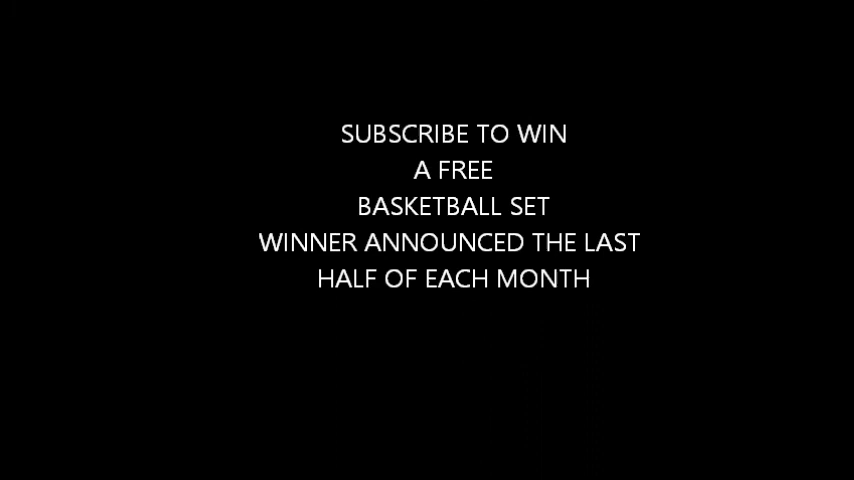 SUBSCRIBE TO WIN
A FREE
BASKETBALL SET
WINNER ANNOUNCED THE LAST
HALF OF EACH MONTH